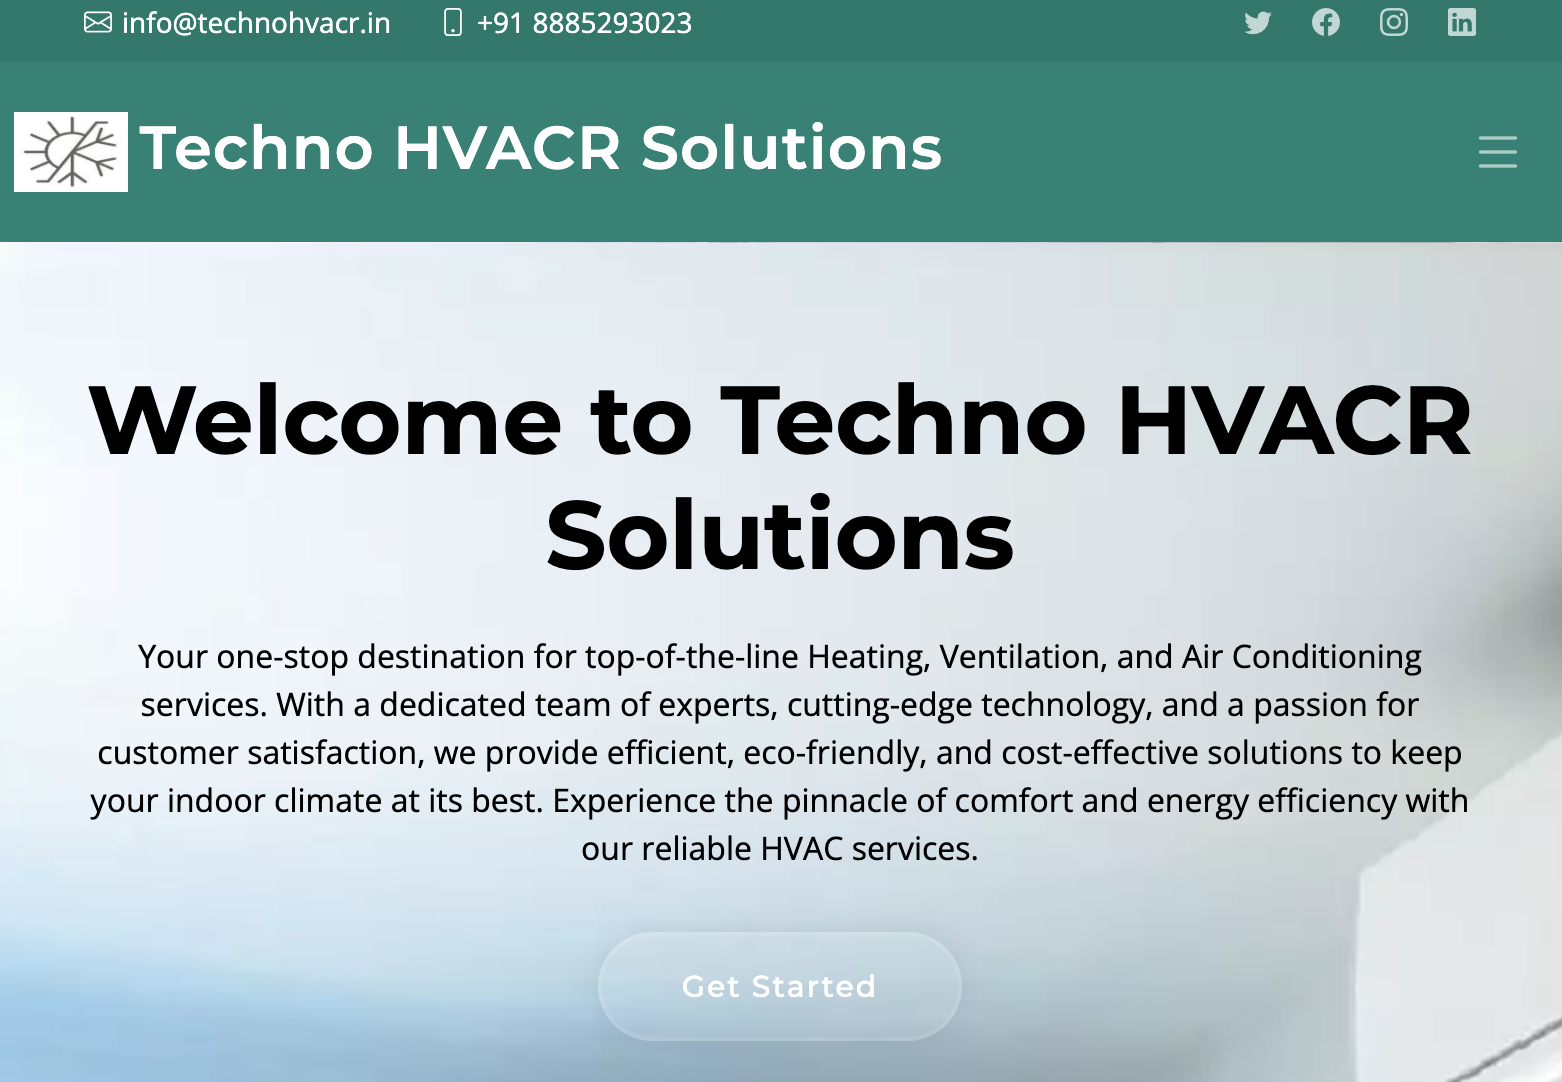 info@technohvacr.in
+91 8885293023
Techno HVACR Solutions
Welcome to Techno HVACR
Solutions
Your one-stop destination for top-of-the-line Heating, Ventilation, and Air Conditioning
services. With a dedicated team of experts, cutting-edge technology, and a passion for
customer satisfaction, we provide efficient, eco-friendly, and cost-effective solutions to keep
your indoor climate at its best. Experience the pinnacle of comfort and energy efficiency with
our reliable HVAC services.
Get Started